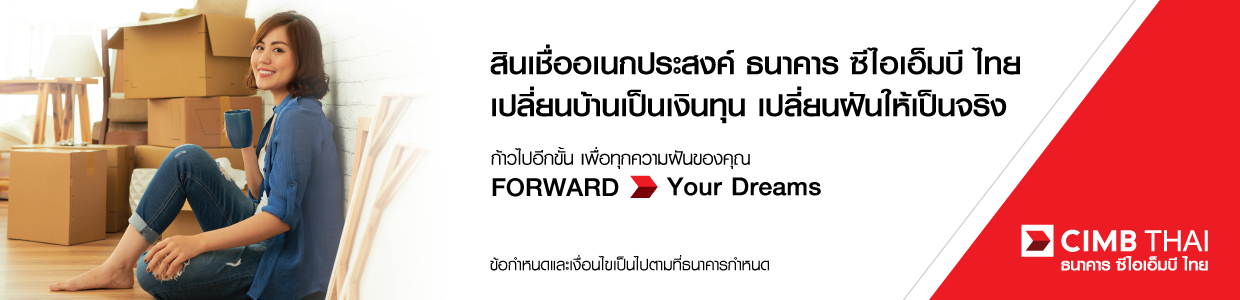 สินเชื่ออเนกประสงค์ ธนาคาร ซีไอเอ็มบี ไทย
เปลี่ยนบ้านเป็นเงินทุน เปลี่ยนฝันให้เป็นจริง
ก้าวไปอีกขั้น เพื่อทุกความฝันของคุณ
FORWARD Your Dreams
CIMB THAI
ธนาคาร ซีไอเอ็มบี ไทย
ข้อกำหนดและเงื่อนไขเป็นไปตามที่ธนาคารกำหนด